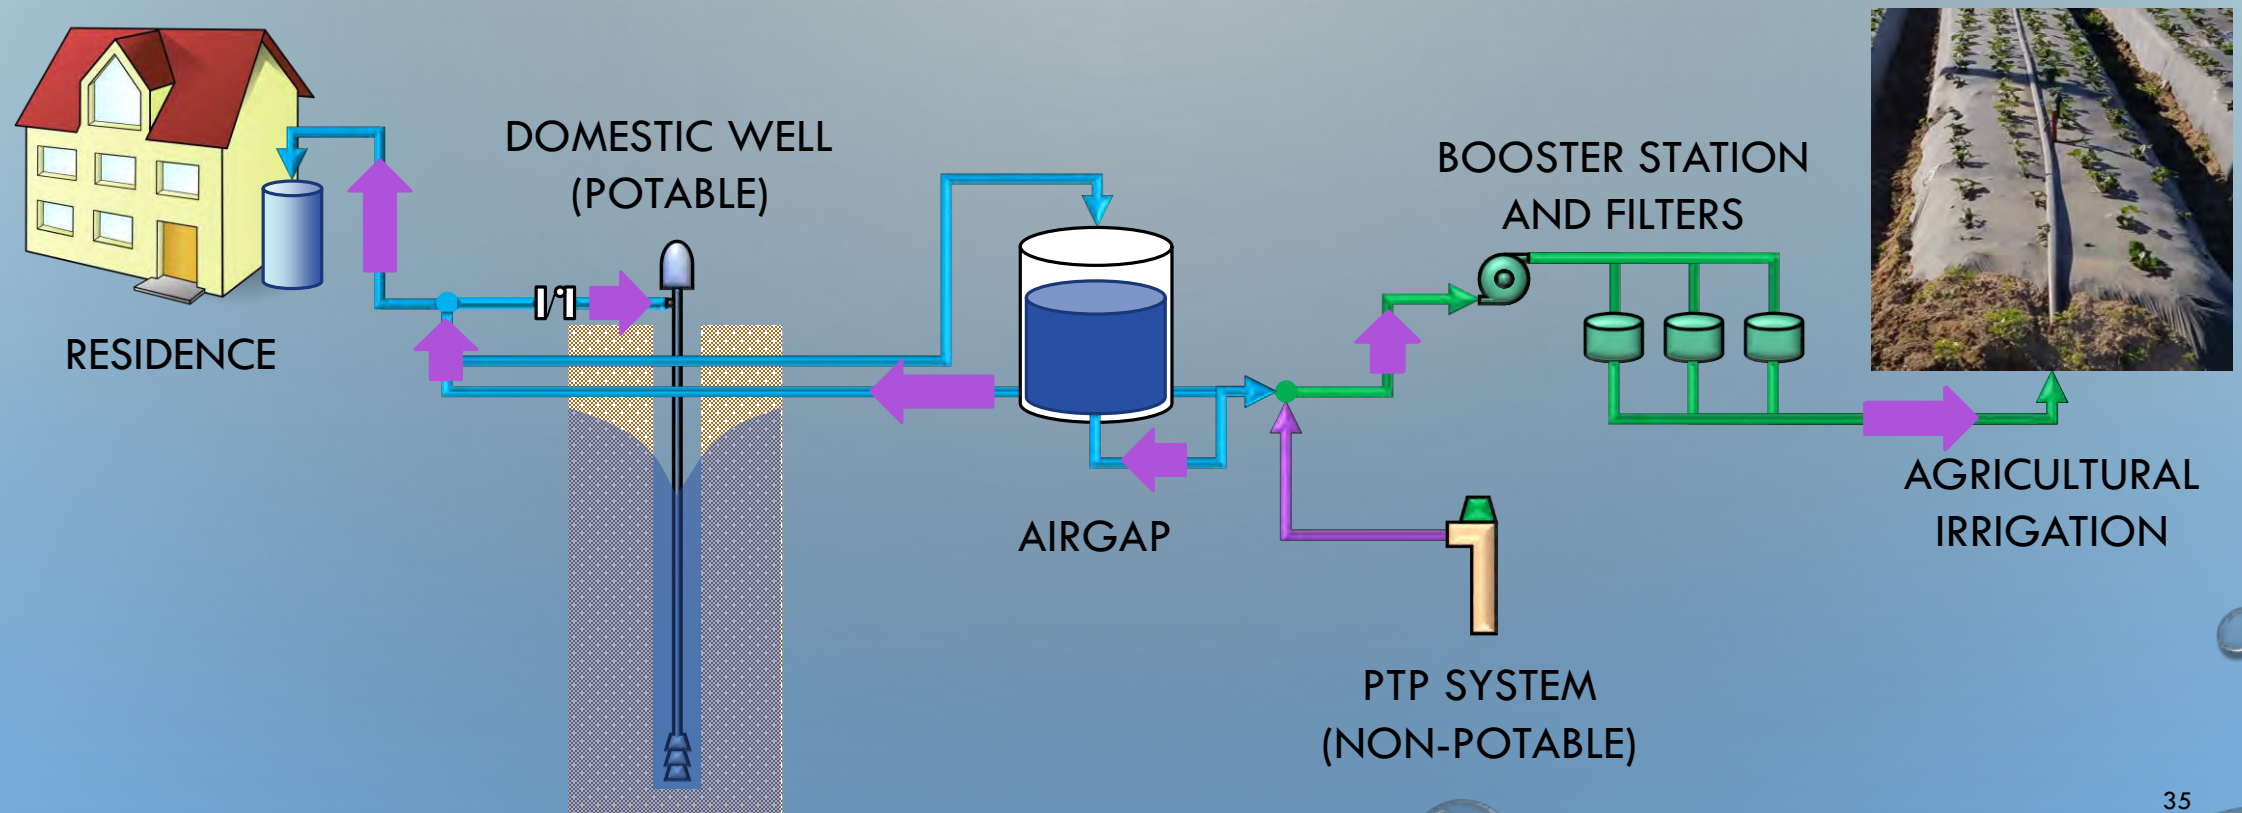 DOMESTIC WELL
(POTABLE)
BOOSTER STATION
AND FILTERS
RESIDENCE
AGRICULTURAL
IRRIGATION
AIRGAP
PTP SYSTEM
(NON-POTABLE)
35